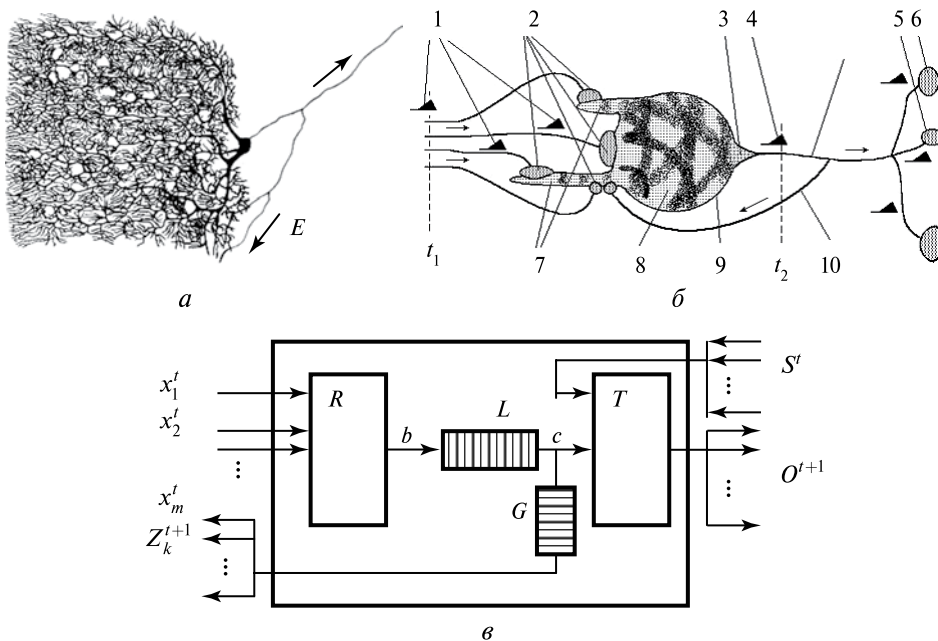 1 2 3 4 5 6
E
t₁ 7 8 9 t₂ 10
а б
Sᵗ
x₁ᵗ R L T
x₂ᵗ b c
⋮ ⋮
Oᵗ⁺¹
xₘᵗ G ⋮
Zₖᵗ⁺¹
⋮
в